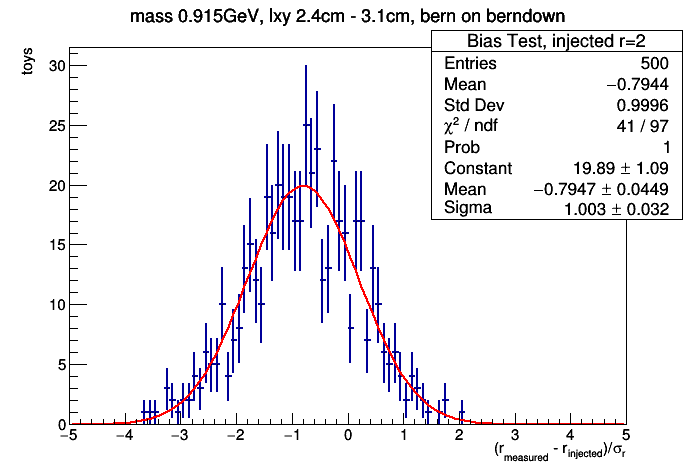 mass 0.915GeV, lxy 2.4cm - 3.1cm, bern on berndown
Bias Test, injected r=2
Entries 500
Mean −0.7944
Std Dev 0.9996
χ² / ndf 41 / 97
Prob 1
Constant 19.89 ± 1.09
Mean −0.7947 ± 0.0449
Sigma 1.003 ± 0.032
toys
30
25
20
15
10
5
0
−5 −4 −3 −2 −1 0 1 2 3 4 5
(r_measured - r_injected)/σ_r